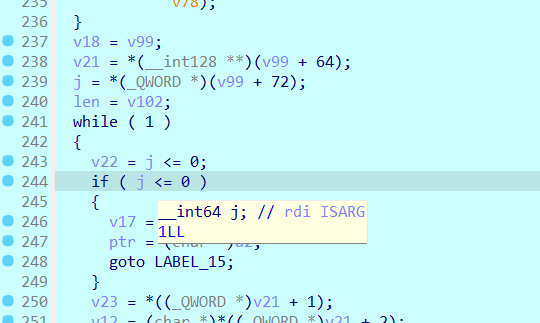 235 v78);
236 }
237 v18 = v99;
238 v21 = *(__int128 **)(v99 + 64);
239 j = *(_QWORD *)(v99 + 72);
240 len = v102;
241 while ( 1 )
242 {
243 v22 = j <= 0;
244 if ( j <= 0 )
245 {
__int64 j; // rdi ISARG
246 v17 = 1LL
247 ptr = (char *)a2;
248 goto LABEL_15;
249 }
250 v23 = *((_QWORD *)v21 + 1);
251 v12 = (char *)*((_QWORD *)v21 + 2);